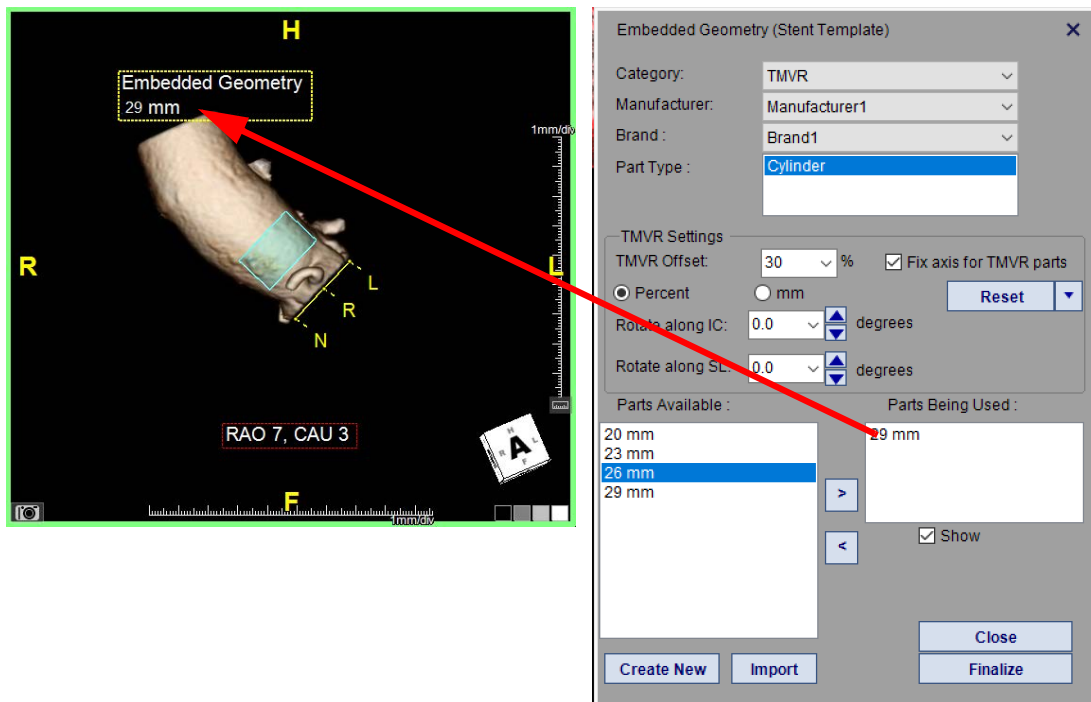 H
Embedded Geometry
29 mm
1mm/div
R
L
L
R
N
RAO 7, CAU 3
H
R A L
F
F
1mm/div
Embedded Geometry (Stent Template)
Category:
TMVR
Manufacturer:
Manufacturer1
Brand :
Brand1
Part Type :
Cylinder
TMVR Settings
TMVR Offset:
30
%
Fix axis for TMVR parts
Percent
mm
Reset
Rotate along IC:
0.0
degrees
Rotate along SL:
0.0
degrees
Parts Available :
Parts Being Used :
20 mm
23 mm
26 mm
29 mm
29 mm
>
<
Show
Close
Create New
Import
Finalize